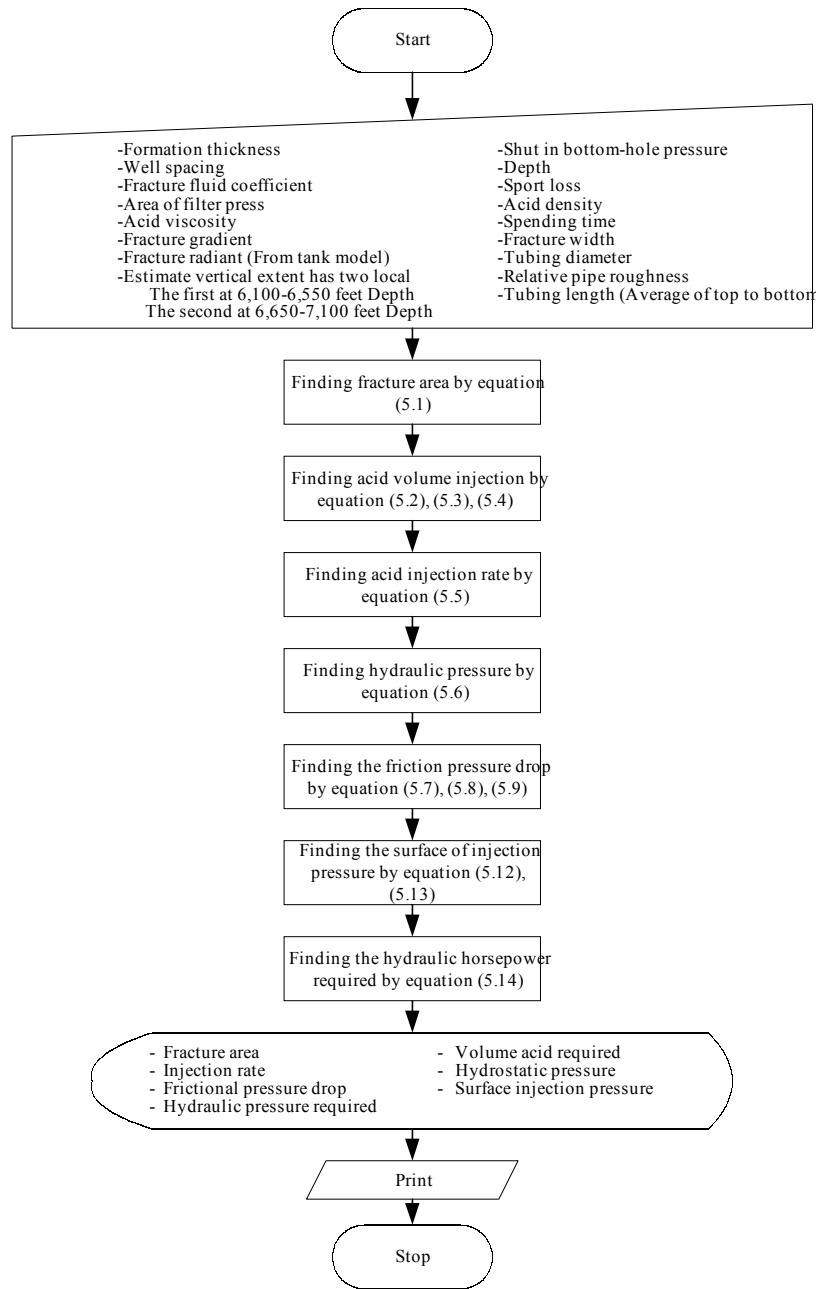 Start
-Formation thickness
-Well spacing
-Fracture fluid coefficient
-Area of filter press
-Acid viscosity
-Fracture gradient
-Fracture radiant (From tank model)
-Estimate vertical extent has two local
The first at 6,100-6,550 feet Depth
The second at 6,650-7,100 feet Depth
-Shut in bottom-hole pressure
-Depth
-Sport loss
-Acid density
-Spending time
-Fracture width
-Tubing diameter
-Relative pipe roughness
-Tubing length (Average of top to bottom
Finding fracture area by equation
(5.1)
Finding acid volume injection by
equation (5.2), (5.3), (5.4)
Finding acid injection rate by
equation (5.5)
Finding hydraulic pressure by
equation (5.6)
Finding the friction pressure drop
by equation (5.7), (5.8), (5.9)
Finding the surface of injection
pressure by equation (5.12),
(5.13)
Finding the hydraulic horsepower
required by equation (5.14)
- Fracture area
- Injection rate
- Frictional pressure drop
- Hydraulic pressure required
- Volume acid required
- Hydrostatic pressure
- Surface injection pressure
Print
Stop